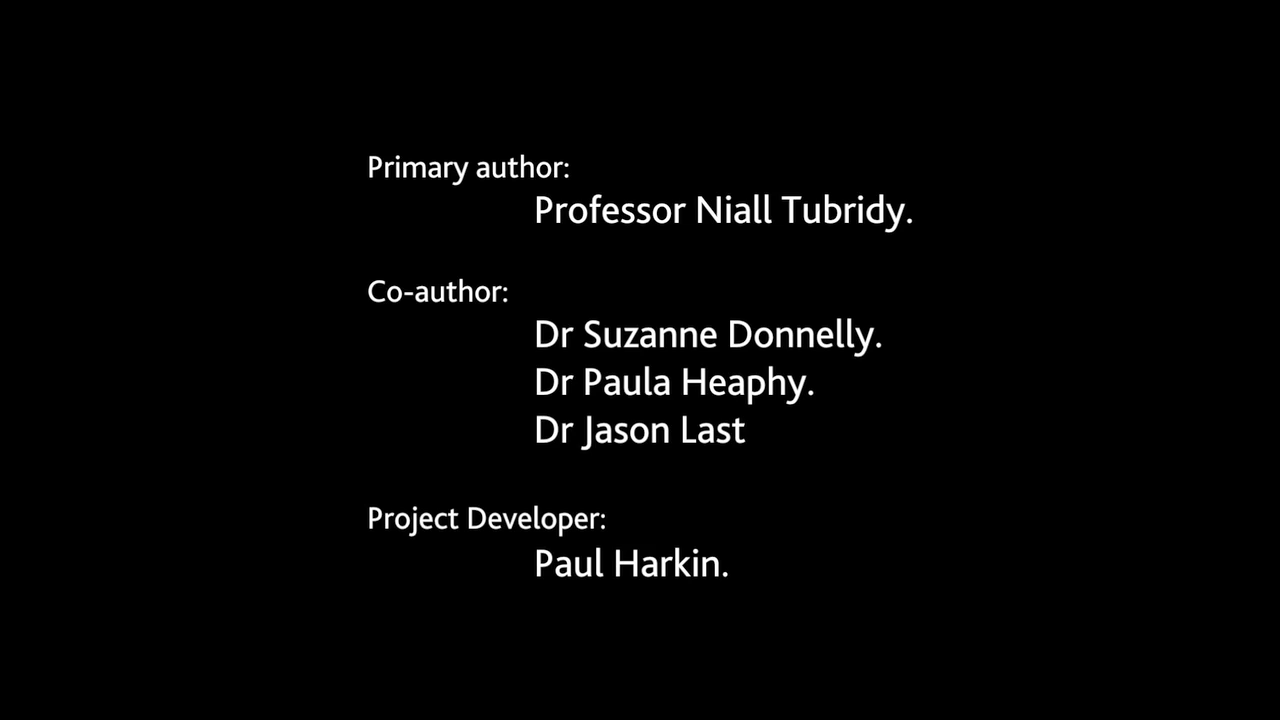 Primary author:
Professor Niall Tubridy.
Co-author:
Dr Suzanne Donnelly.
Dr Paula Heaphy.
Dr Jason Last
Project Developer:
Paul Harkin.